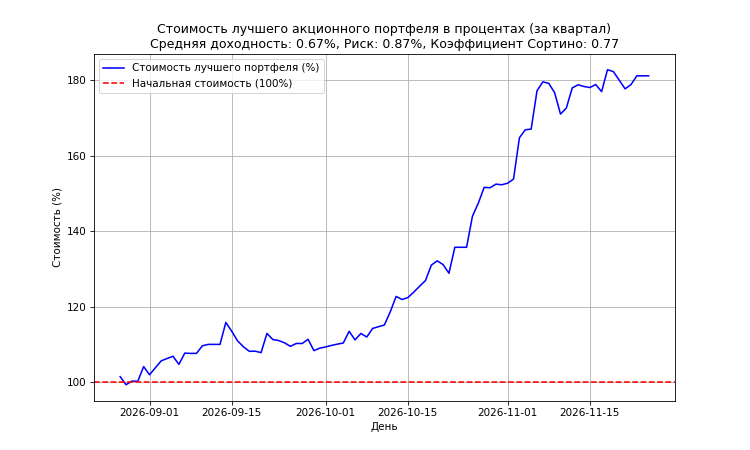 Стоимость лучшего акционного портфеля в процентах (за квартал)
Средняя доходность: 0.67%, Риск: 0.87%, Коэффициент Сортино: 0.77
Стоимость лучшего портфеля (%)
Начальная стоимость (100%)
Стоимость (%)
180
160
140
120
100
2026-09-01 2026-09-15 2026-10-01 2026-10-15 2026-11-01 2026-11-15
День